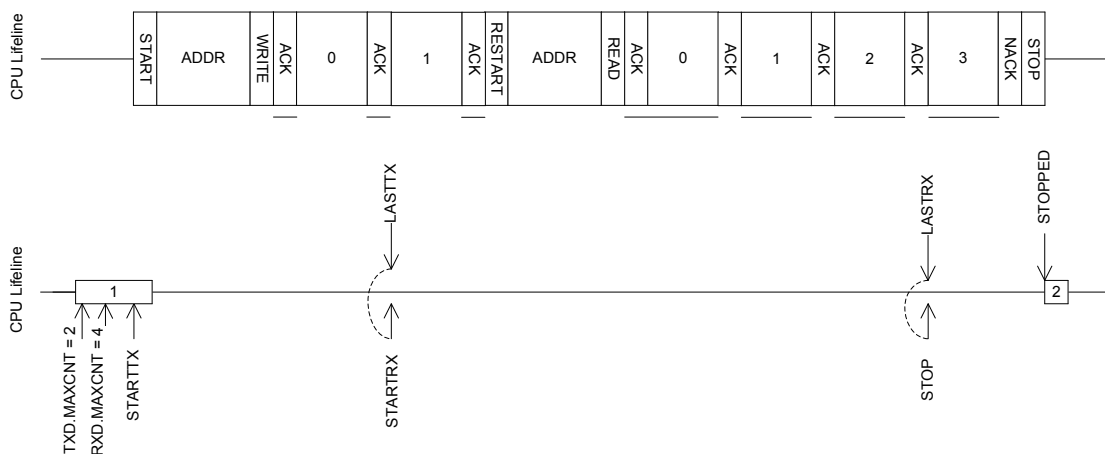 CPU Lifeline
START
ADDR
WRITE
ACK
0
ACK
1
ACK
RESTART
ADDR
READ
ACK
0
ACK
1
ACK
2
ACK
3
NACK
STOP
CPU Lifeline
1
TXD.MAXCNT = 2
RXD.MAXCNT = 4
STARTTX
LASTTX
STARTRX
LASTRX
STOP
STOPPED
2